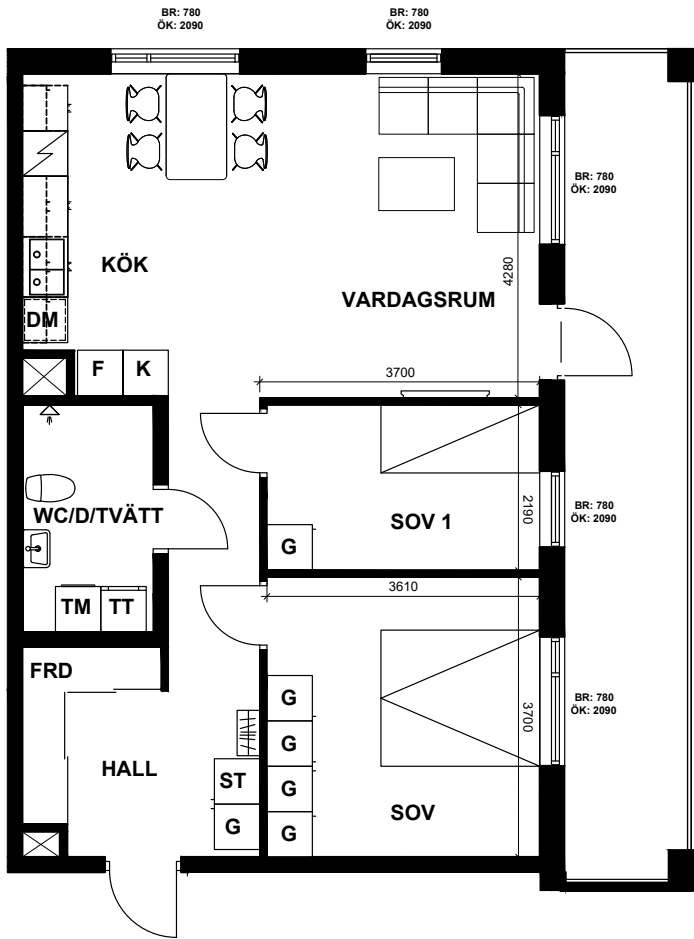 BR: 780
ÖK: 2090
BR: 780
ÖK: 2090
BR: 780
ÖK: 2090
KÖK
4280
VARDAGSRUM
DM
F
K
3700
WC/D/TVÄTT
SOV 1
2190
BR: 780
ÖK: 2090
G
TM
TT
3610
FRD
G
3700
BR: 780
ÖK: 2090
G
HALL
ST
G
SOV
G
G